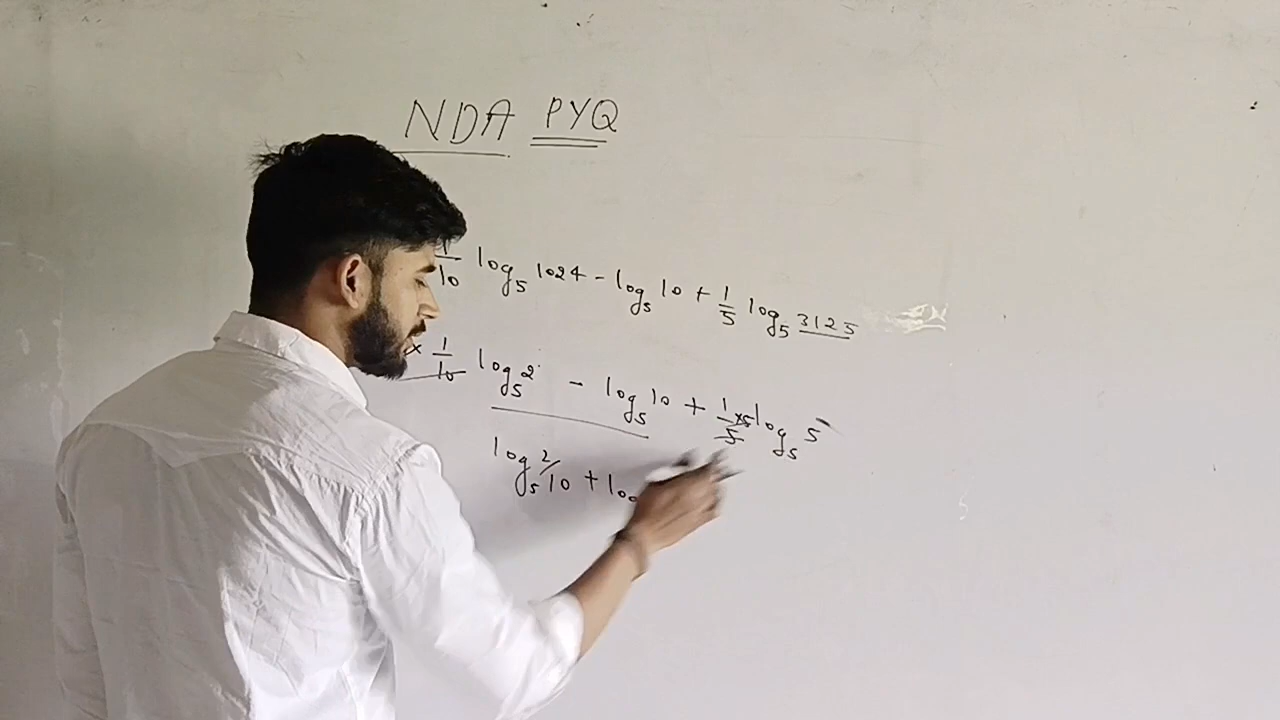 NDA PYQ
1/10 log₅ 1024 - log₅ 10 + 1/5 log₅ 3125
× 1/10 log₅ 2 - log₅ 10 + 1/5 ×5 log₅ 5
log₅ 2/10 + log